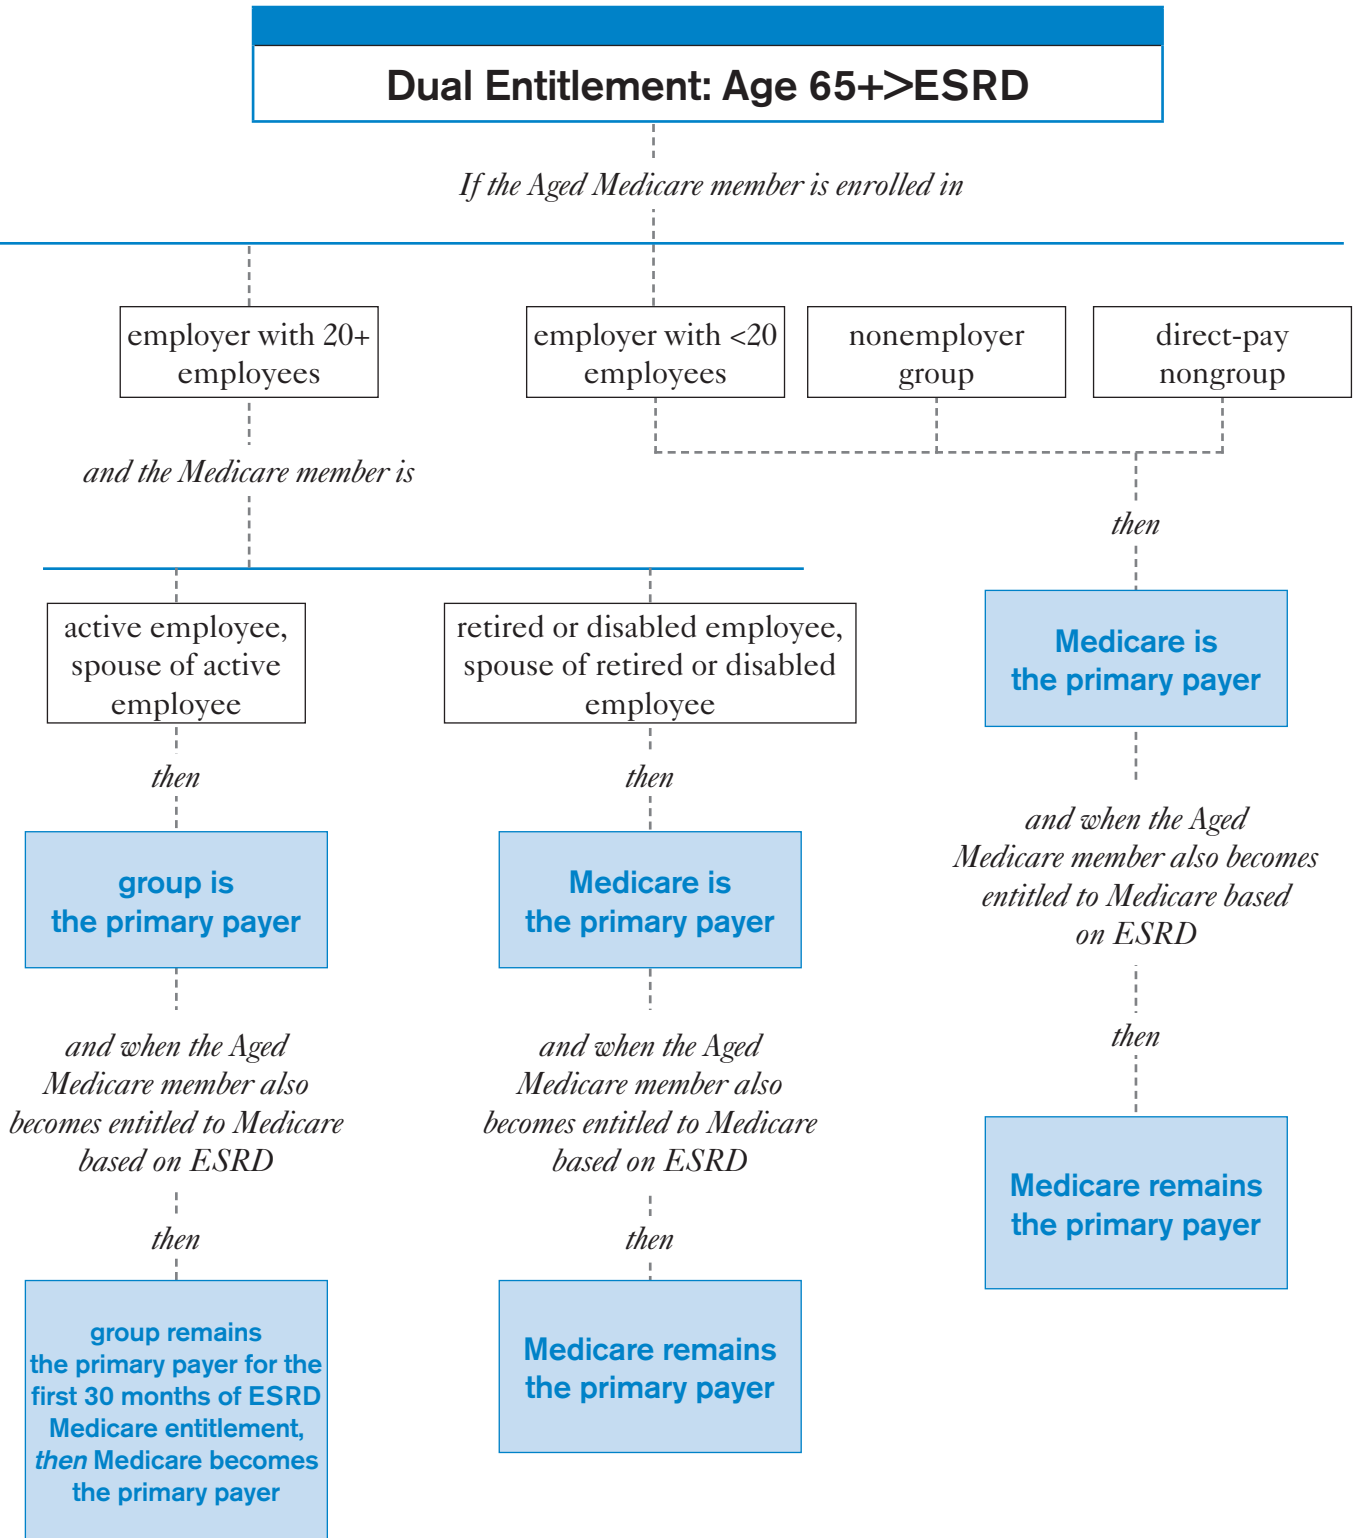 Dual Entitlement: Age 65+>ESRD
If the Aged Medicare member is enrolled in
employer with 20+
employees
employer with <20
employees
nonemployer
group
direct-pay
nongroup
and the Medicare member is
then
active employee,
spouse of active
employee
retired or disabled employee,
spouse of retired or disabled
employee
Medicare is
the primary payer
then
then
and when the Aged
Medicare member also becomes
entitled to Medicare based
on ESRD
group is
the primary payer
Medicare is
the primary payer
and when the Aged
Medicare member also
becomes entitled to Medicare
based on ESRD
and when the Aged
Medicare member also
becomes entitled to Medicare
based on ESRD
then
Medicare remains
the primary payer
then
then
group remains
the primary payer for the
first 30 months of ESRD
Medicare entitlement,
then Medicare becomes
the primary payer
Medicare remains
the primary payer